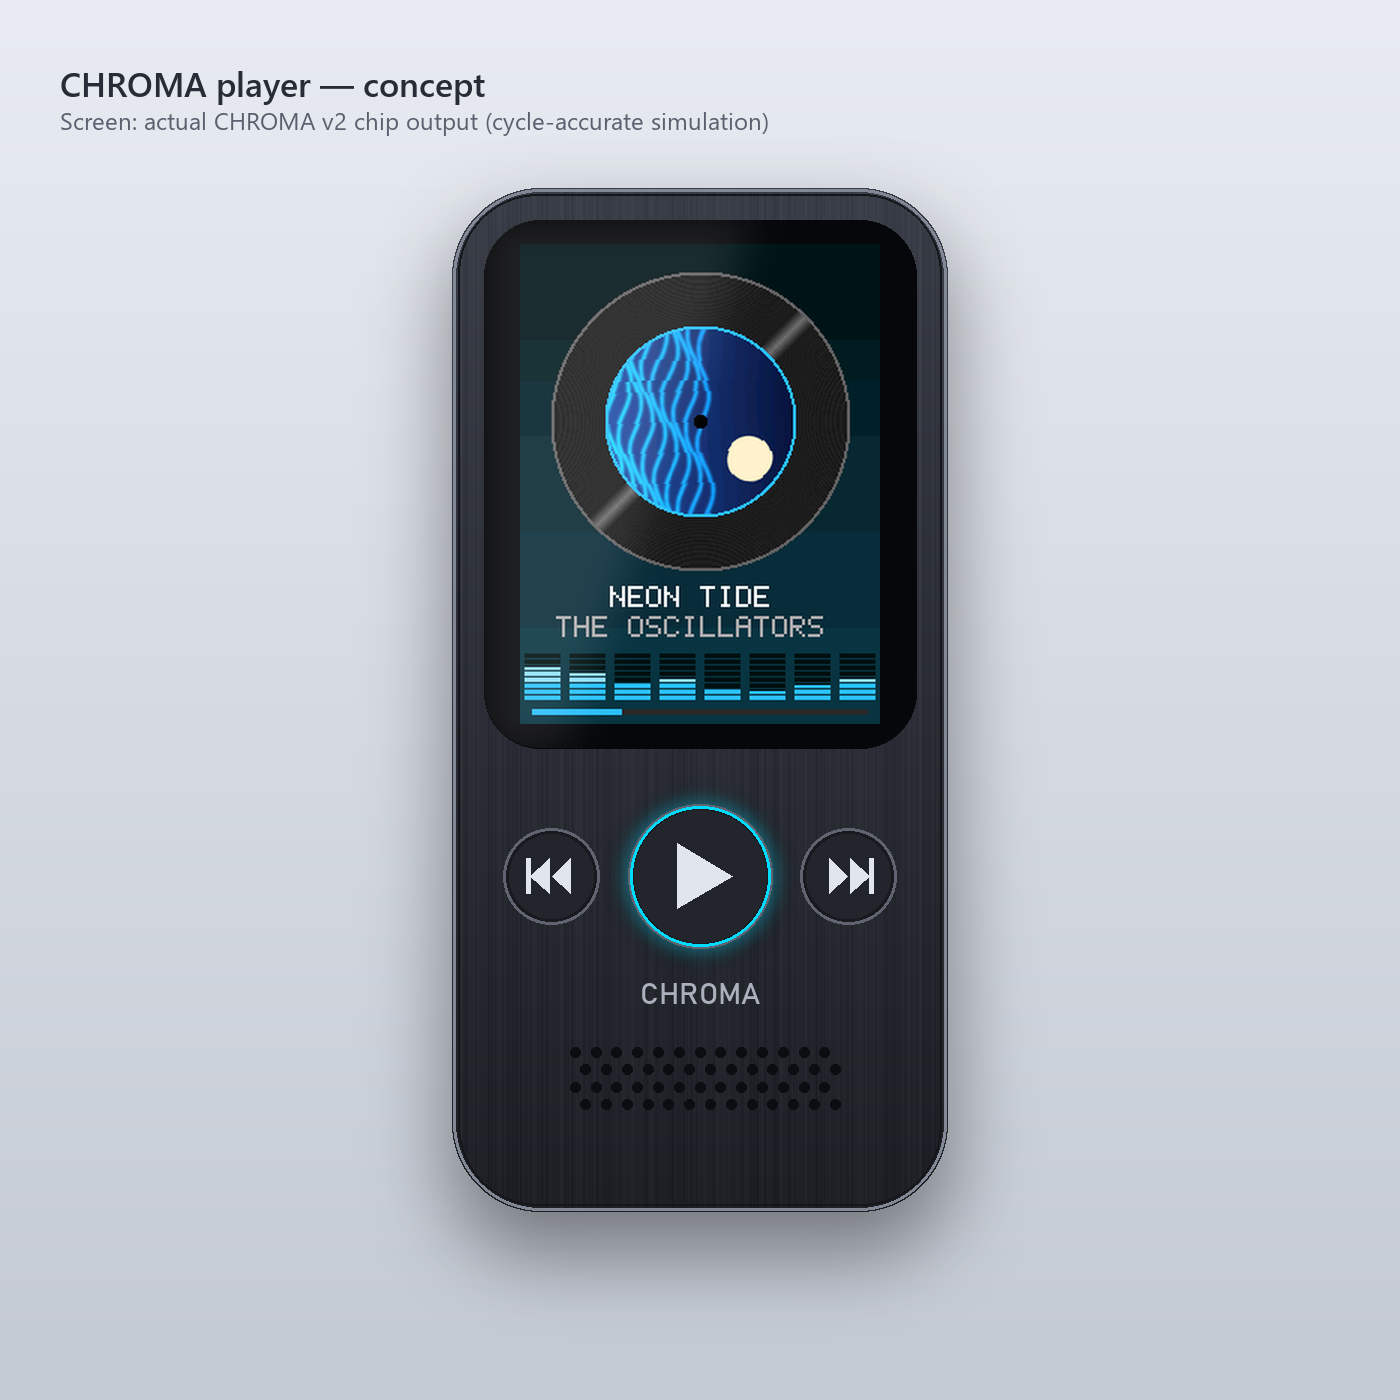 CHROMA player — concept
Screen: actual CHROMA v2 chip output (cycle-accurate simulation)
NEON TIDE
THE OSCILLATORS
CHROMA